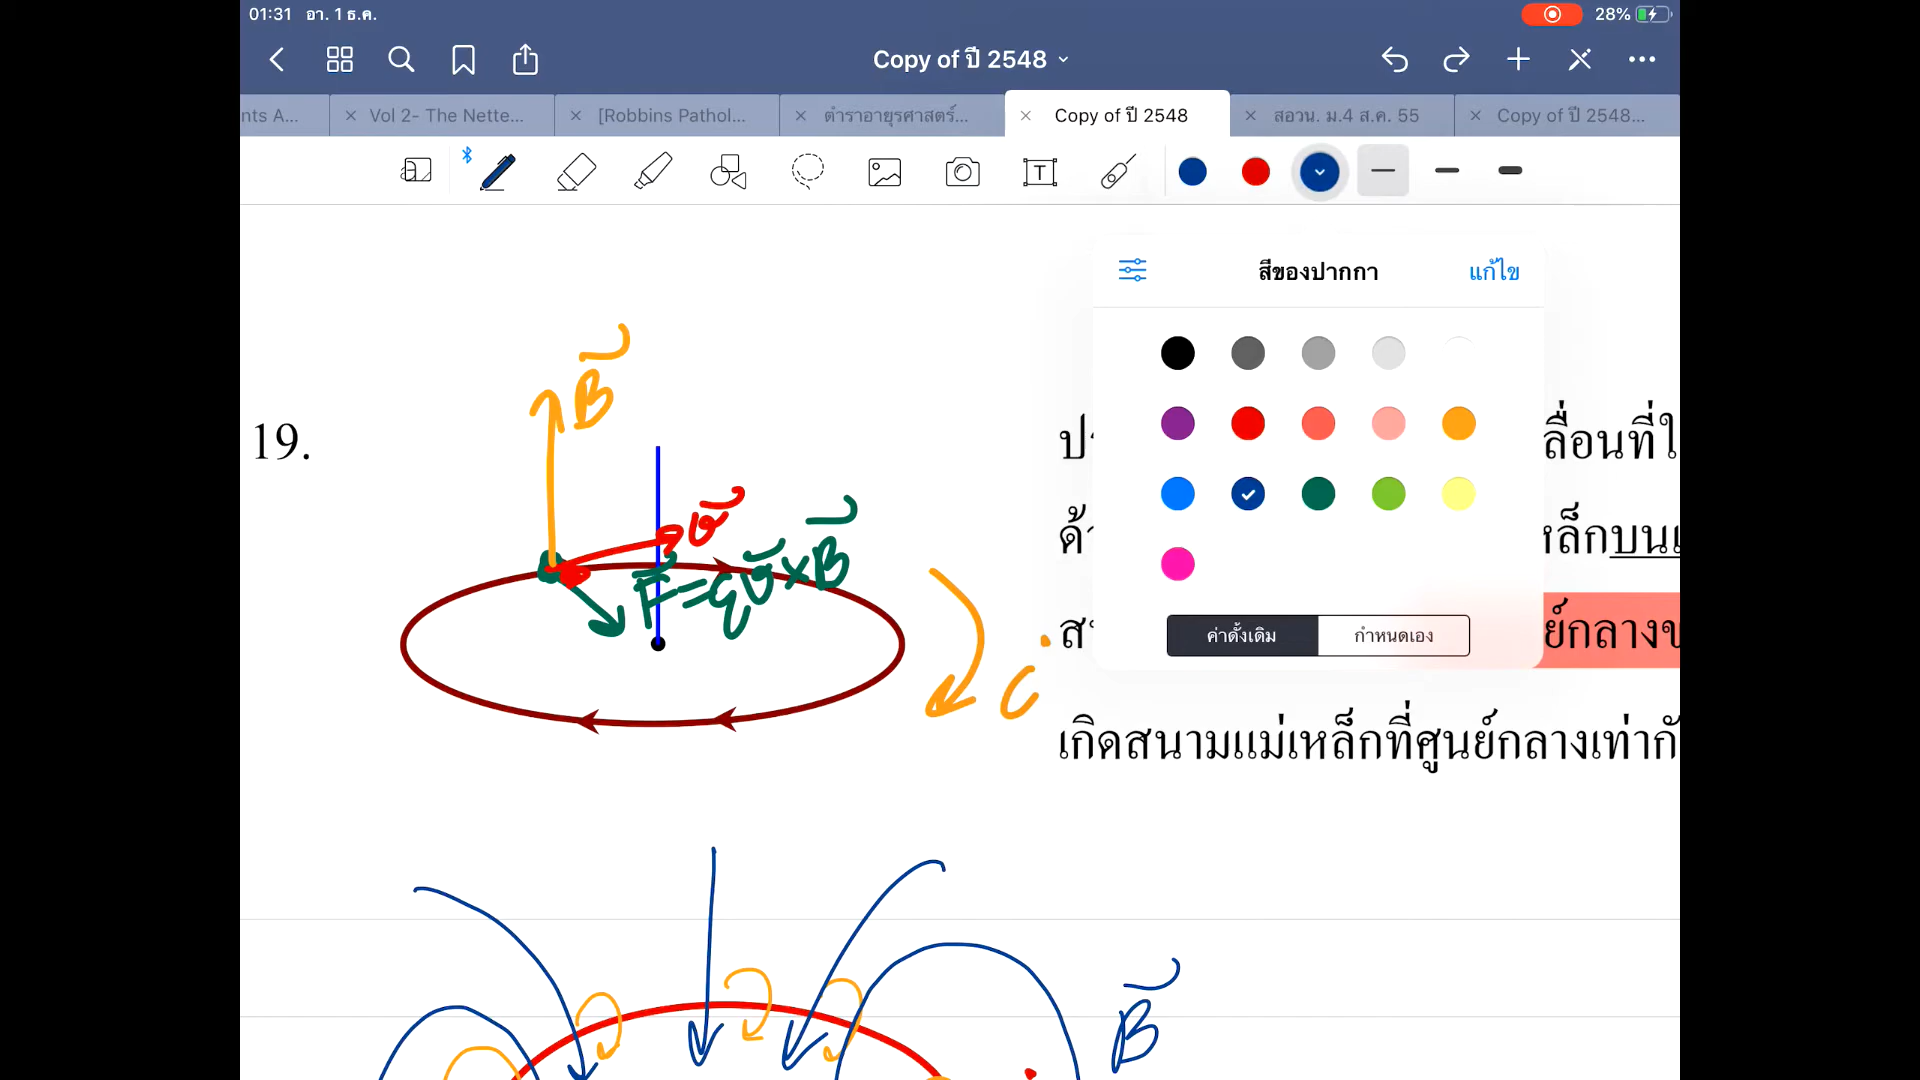 01:31 อา. 1 ธ.ค.
28%
Copy of ปี 2548
nts A...
Vol 2- The Nette...
[Robbins Pathol...
ตำราอายุรศาสตร์...
Copy of ปี 2548
สอวน. ม.4 ส.ค. 55
Copy of ปี 2548...
สีของปากกา
แก้ไข
B
19.
v
F = qv × B
i
ลื่อนที่ใ
หล็กบนเ
ย์กลางข
ค่าดั้งเดิม
กำหนดเอง
เกิดสนามแม่เหล็กที่ศูนย์กลางเท่ากั
B